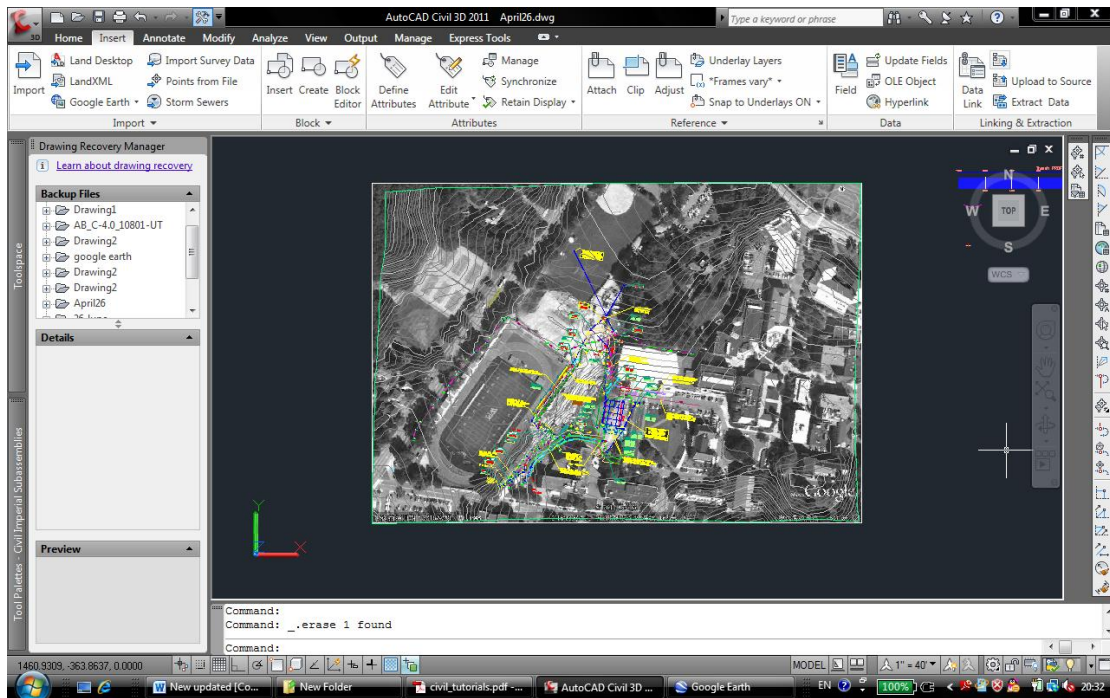 AutoCAD Civil 3D 2011 April26.dwg
Type a keyword or phrase
3D
Home Insert Annotate Modify Analyze View Output Manage Express Tools
Import
Land Desktop
LandXML
Google Earth
Import Survey Data
Points from File
Storm Sewers
Insert Create Block Editor
Define Attributes
Edit Attribute
Manage
Synchronize
Retain Display
Attach Clip Adjust
Underlay Layers
*Frames vary*
Snap to Underlays ON
Field
Update Fields
OLE Object
Hyperlink
Data Link
Upload to Source
Extract Data
Import Block Attributes Reference Data Linking & Extraction
Drawing Recovery Manager
Learn about drawing recovery
Backup Files
Drawing1
AB_C-4.0_10801-UT
Drawing2
google earth
Drawing2
Drawing2
April26
Details
Preview
Toolspace
Tool Palettes - Civil Imperial Subassemblies
N
W TOP E
S
WCS
Google
Y
X
Command:
Command: _.erase 1 found
Command:
1460.9309, -363.8637, 0.0000
MODEL
1" = 40'
New updated [Co...
New Folder
civil_tutorials.pdf -...
AutoCAD Civil 3D ...
Google Earth
EN
100%
20:32